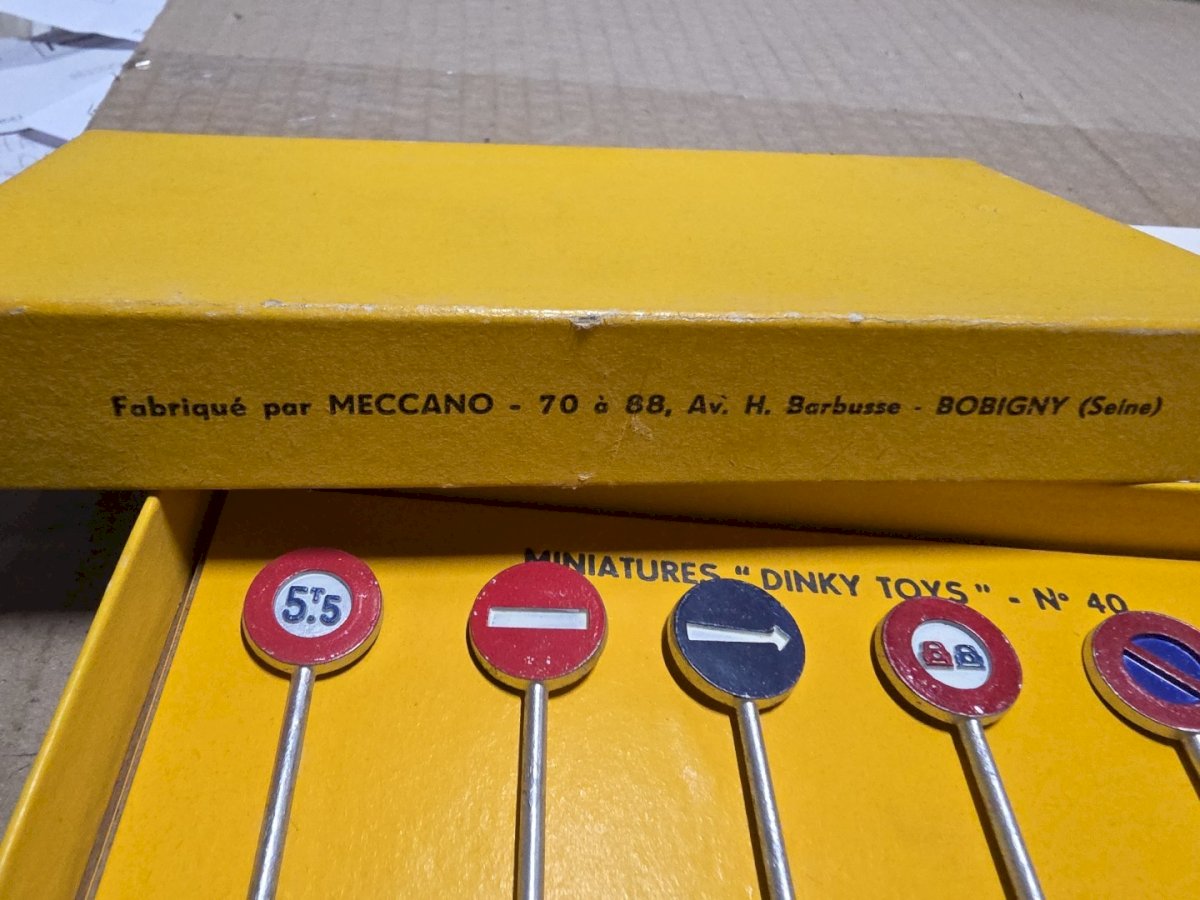 Fabriqué par MECCANO - 70 à 88, Av. H. Barbusse - BOBIGNY (Seine)
MINIATURES "DINKY TOYS" - N° 40
5T5